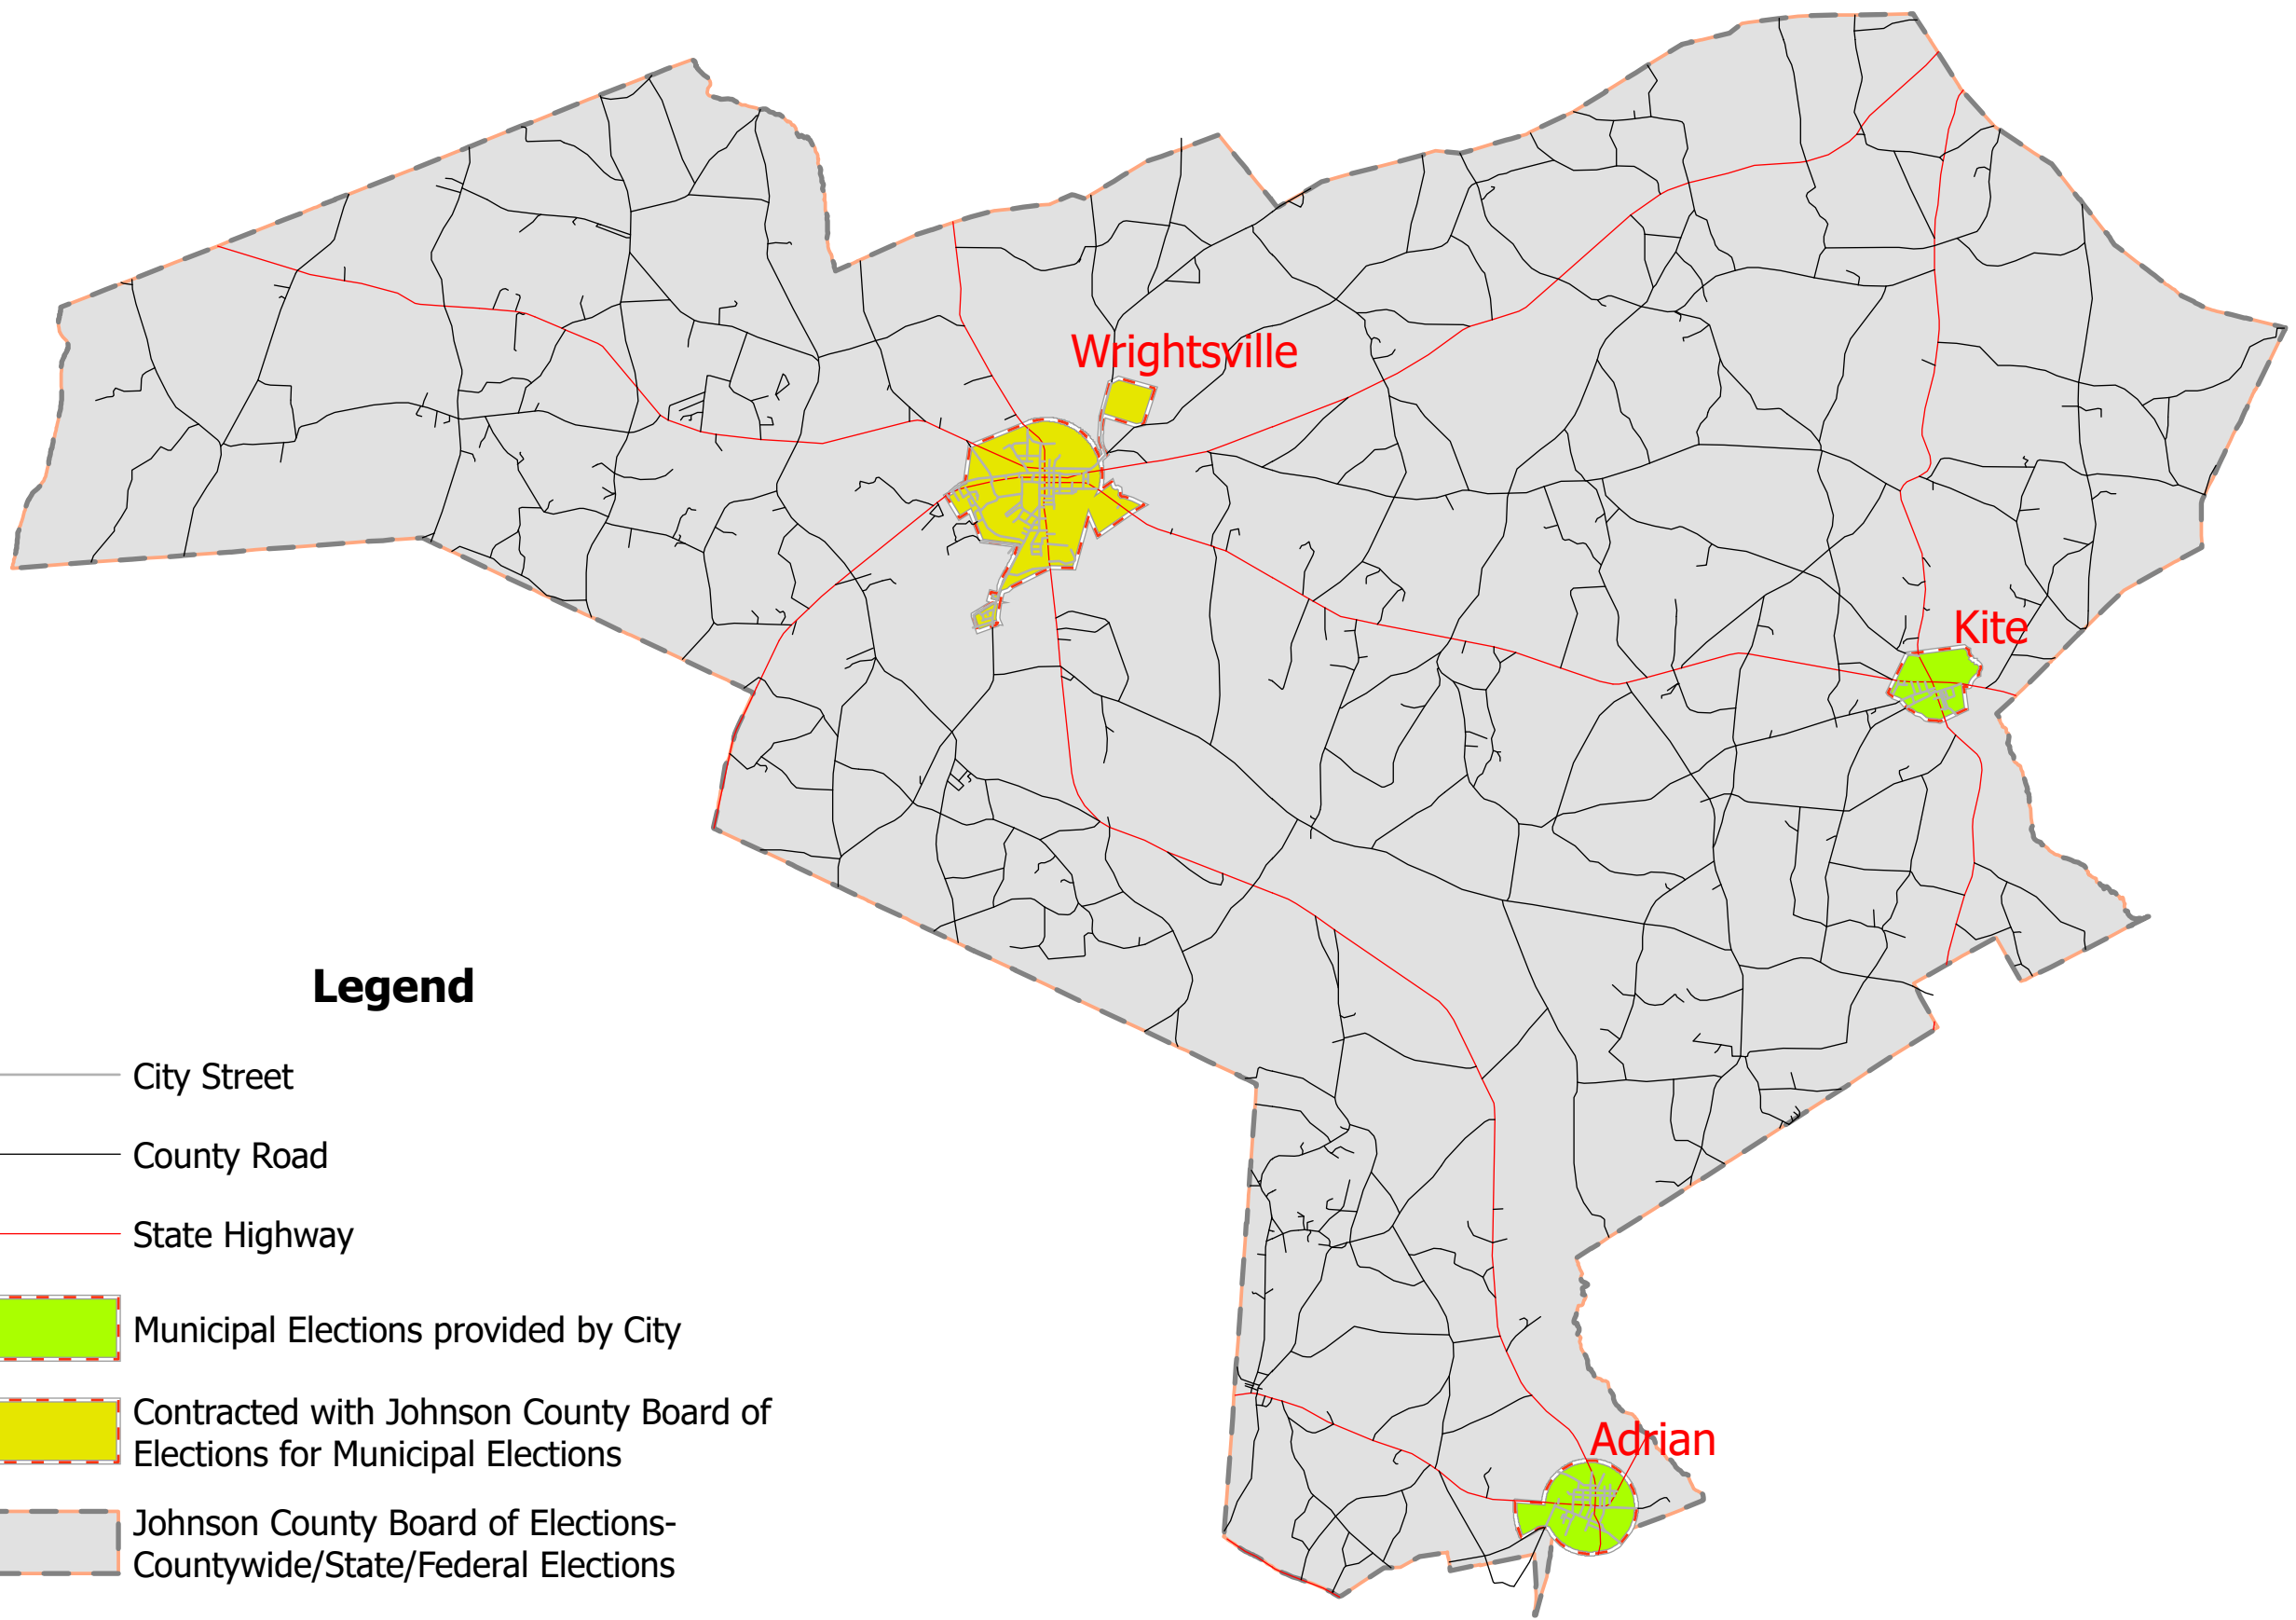 Wrightsville
Kite
Legend
City Street
County Road
State Highway
Municipal Elections provided by City
Contracted with Johnson County Board of
Elections for Municipal Elections
Adrian
Johnson County Board of Elections-
Countywide/State/Federal Elections